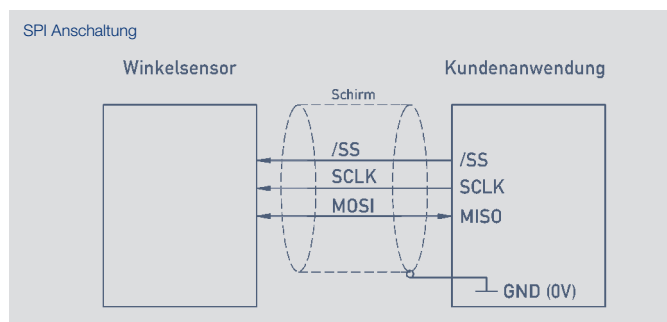 SPI Anschaltung
Winkelsensor
Kundenanwendung
Schirm
/SS
/SS
SCLK
SCLK
MOSI
MISO
GND (0V)